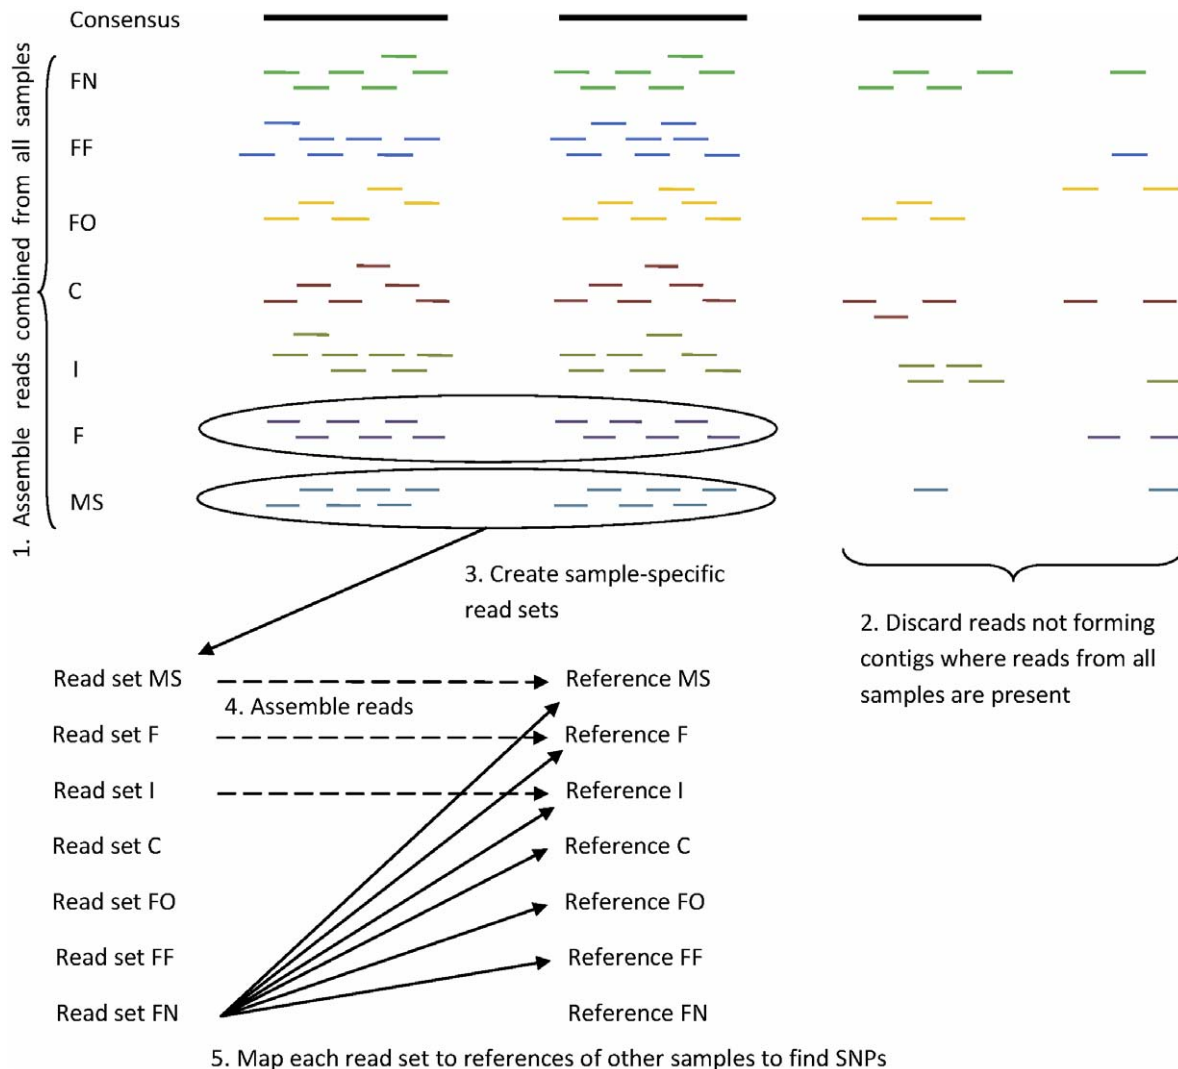 Consensus
1. Assemble reads combined from all samples
FN
FF
FO
C
I
F
MS
3. Create sample-specific
read sets
2. Discard reads not forming
contigs where reads from all
samples are present
Read set MS
Reference MS
4. Assemble reads
Read set F
Reference F
Read set I
Reference I
Read set C
Reference C
Read set FO
Reference FO
Read set FF
Reference FF
Read set FN
Reference FN
5. Map each read set to references of other samples to find SNPs